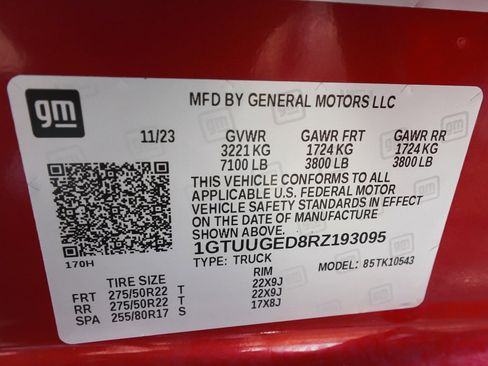 gm
MFD BY GENERAL MOTORS LLC
11/23 GVWR GAWR FRT GAWR RR
3221 KG 1724 KG 1724 KG
7100 LB 3800 LB 3800 LB
THIS VEHICLE CONFORMS TO ALL
APPLICABLE U.S. FEDERAL MOTOR
VEHICLE SAFETY STANDARDS IN EFFECT
ON THE DATE OF MANUFACTURE
SHOWN ABOVE.
170H
1GTUUGED8RZ193095
TYPE: TRUCK MODEL: 85TK10543
TIRE SIZE RIM
FRT 275/50R22 T 22X9J
RR 275/50R22 T 22X9J
SPA 255/80R17 S 17X8J